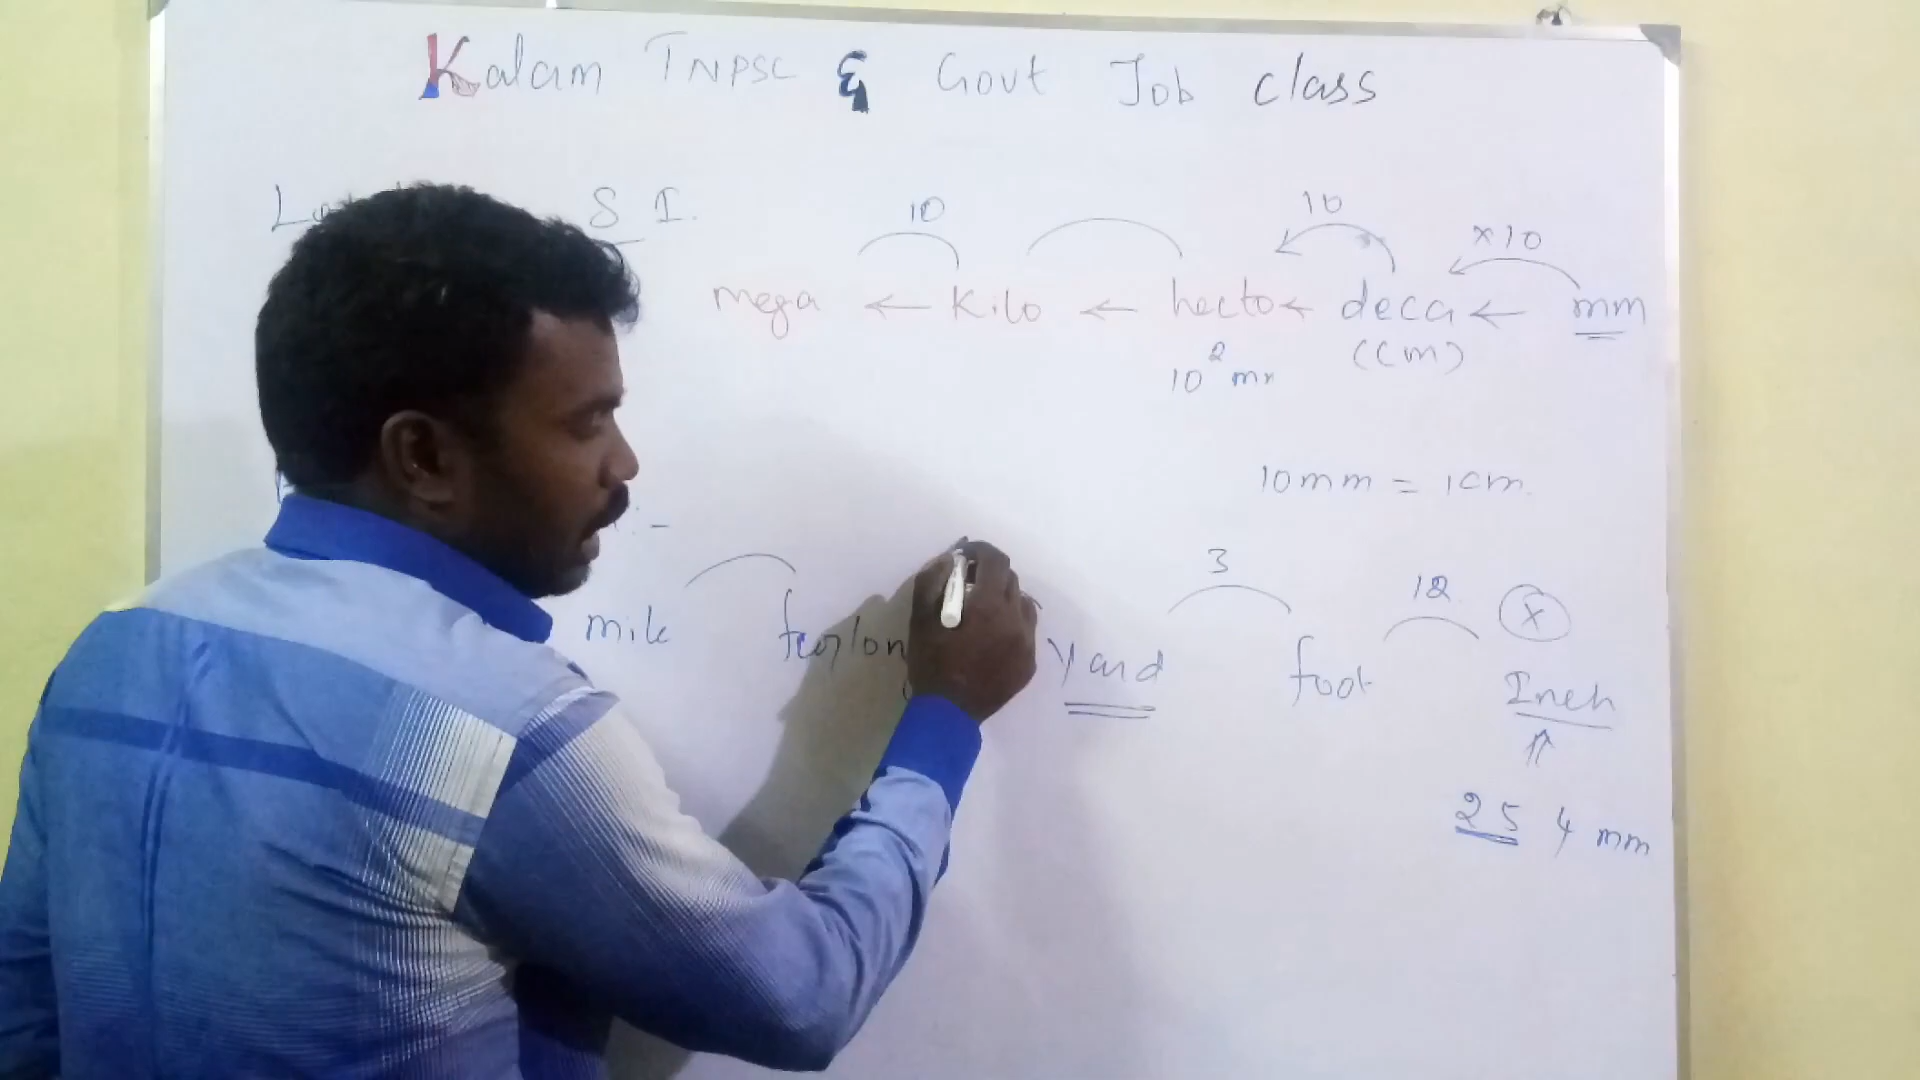 Kalam TNPSC & Govt Job class
S I.
10 10 ×10
mega ← Kilo ← hecto ← deca ← mm
10² mm (cm)
10mm = 1cm.
3 12 X
mile furlong Yard foot Inch
25 4 mm